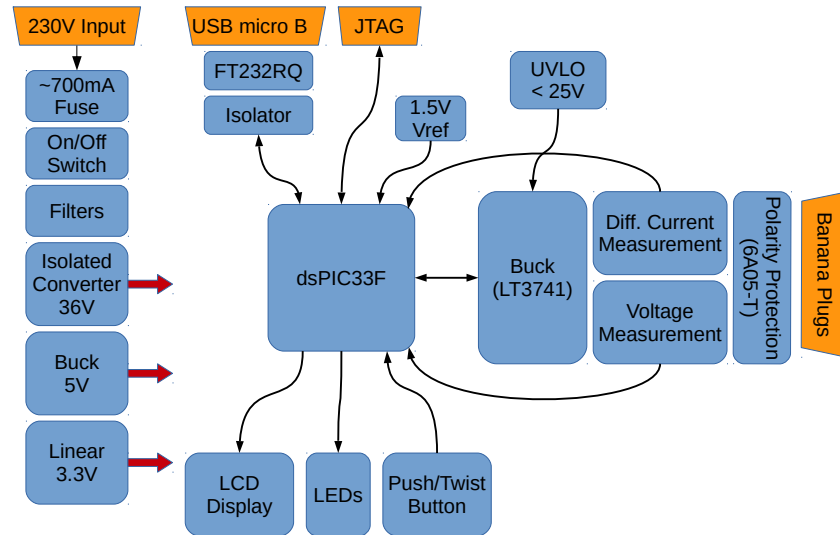 230V Input
~700mA
Fuse
On/Off
Switch
Filters
Isolated
Converter
36V
Buck
5V
Linear
3.3V
USB micro B
FT232RQ
Isolator
JTAG
1.5V
Vref
UVLO
< 25V
dsPIC33F
Buck
(LT3741)
Diff. Current
Measurement
Voltage
Measurement
Polarity Protection
(6A05-T)
Banana Plugs
LCD
Display
LEDs
Push/Twist
Button